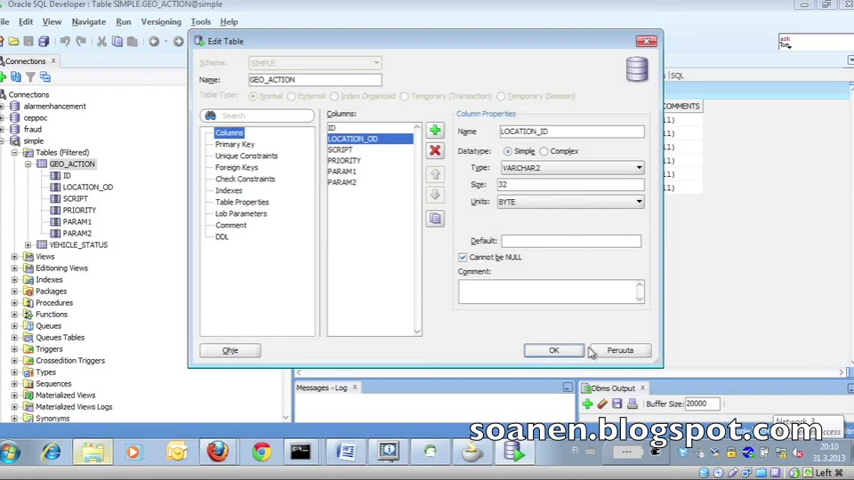 Oracle SQL Developer: Table SIMPLE.GEO_ACTION@simple
File Edit View Navigate Run Versioning Tools Help
Connections
Connections
alarmenhancement
ceppoc
fraud
simple
Tables (Filtered)
GEO_ACTION
ID
LOCATION_OD
SCRIPT
PRIORITY
PARAM1
PARAM2
VEHICLE_STATUS
Views
Editioning Views
Indexes
Packages
Procedures
Functions
Queues
Queues Tables
Triggers
Crossedition Triggers
Types
Sequences
Materialized Views
Materialized Views Logs
Synonyms
Edit Table
Schema: SIMPLE
Name: GEO_ACTION
Table Type: Normal External Index Organized Temporary (Transaction) Temporary (Session)
Search
Columns
Primary Key
Unique Constraints
Foreign Keys
Check Constraints
Indexes
Table Properties
Lob Parameters
Comment
DDL
Columns:
ID
LOCATION_OD
SCRIPT
PRIORITY
PARAM1
PARAM2
Column Properties
Name LOCATION_ID
Datatype: Simple Complex
Type: VARCHAR2
Size: 32
Units: BYTE
Default:
Cannot be NULL
Comment:
Ohje
OK
Peruuta
SQL
COMMENTS
Messages - Log
Dbms Output
Buffer Size: 20000
soanen.blogspot.com
FI
20:10
31.3.2013